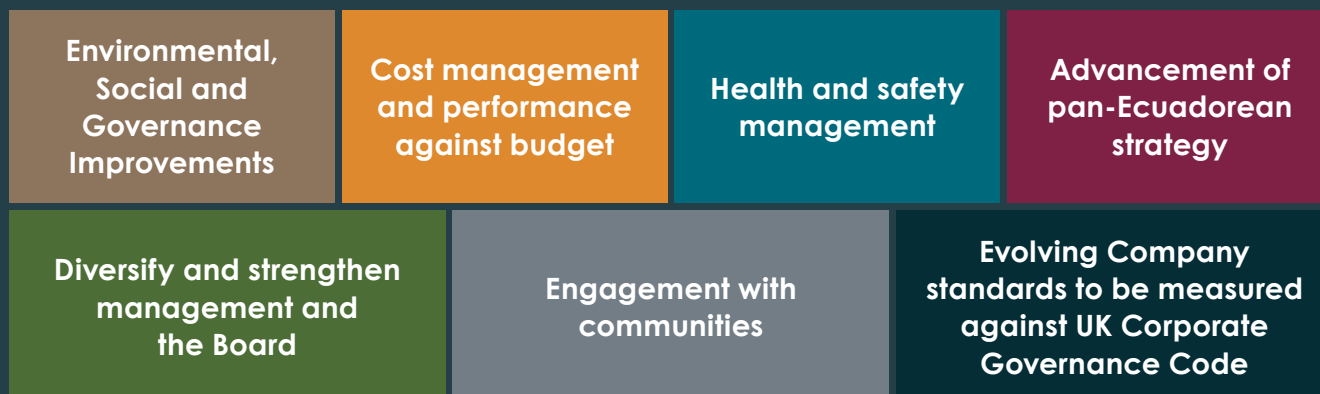 Environmental,
Social and
Governance
Improvements
Cost management
and performance
against budget
Health and safety
management
Advancement of
pan-Ecuadorean
strategy
Diversify and strengthen
management and
the Board
Engagement with
communities
Evolving Company
standards to be measured
against UK Corporate
Governance Code